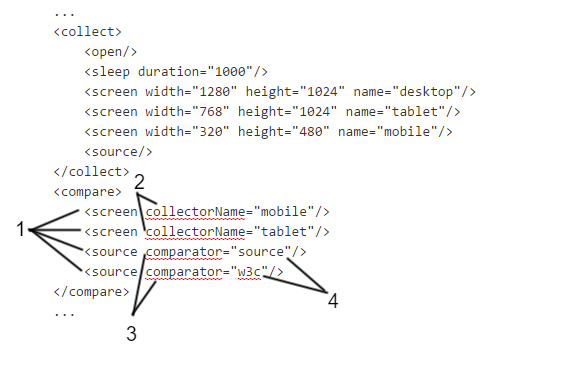 ...
<collect>
<open/>
<sleep duration="1000"/>
<screen width="1280" height="1024" name="desktop"/>
<screen width="768" height="1024" name="tablet"/>
<screen width="320" height="480" name="mobile"/>
<source/>
</collect>
<compare>
2
<screen collectorName="mobile"/>
1
<screen collectorName="tablet"/>
<source comparator="source"/>
<source comparator="w3c"/>
</compare>
4
...
3